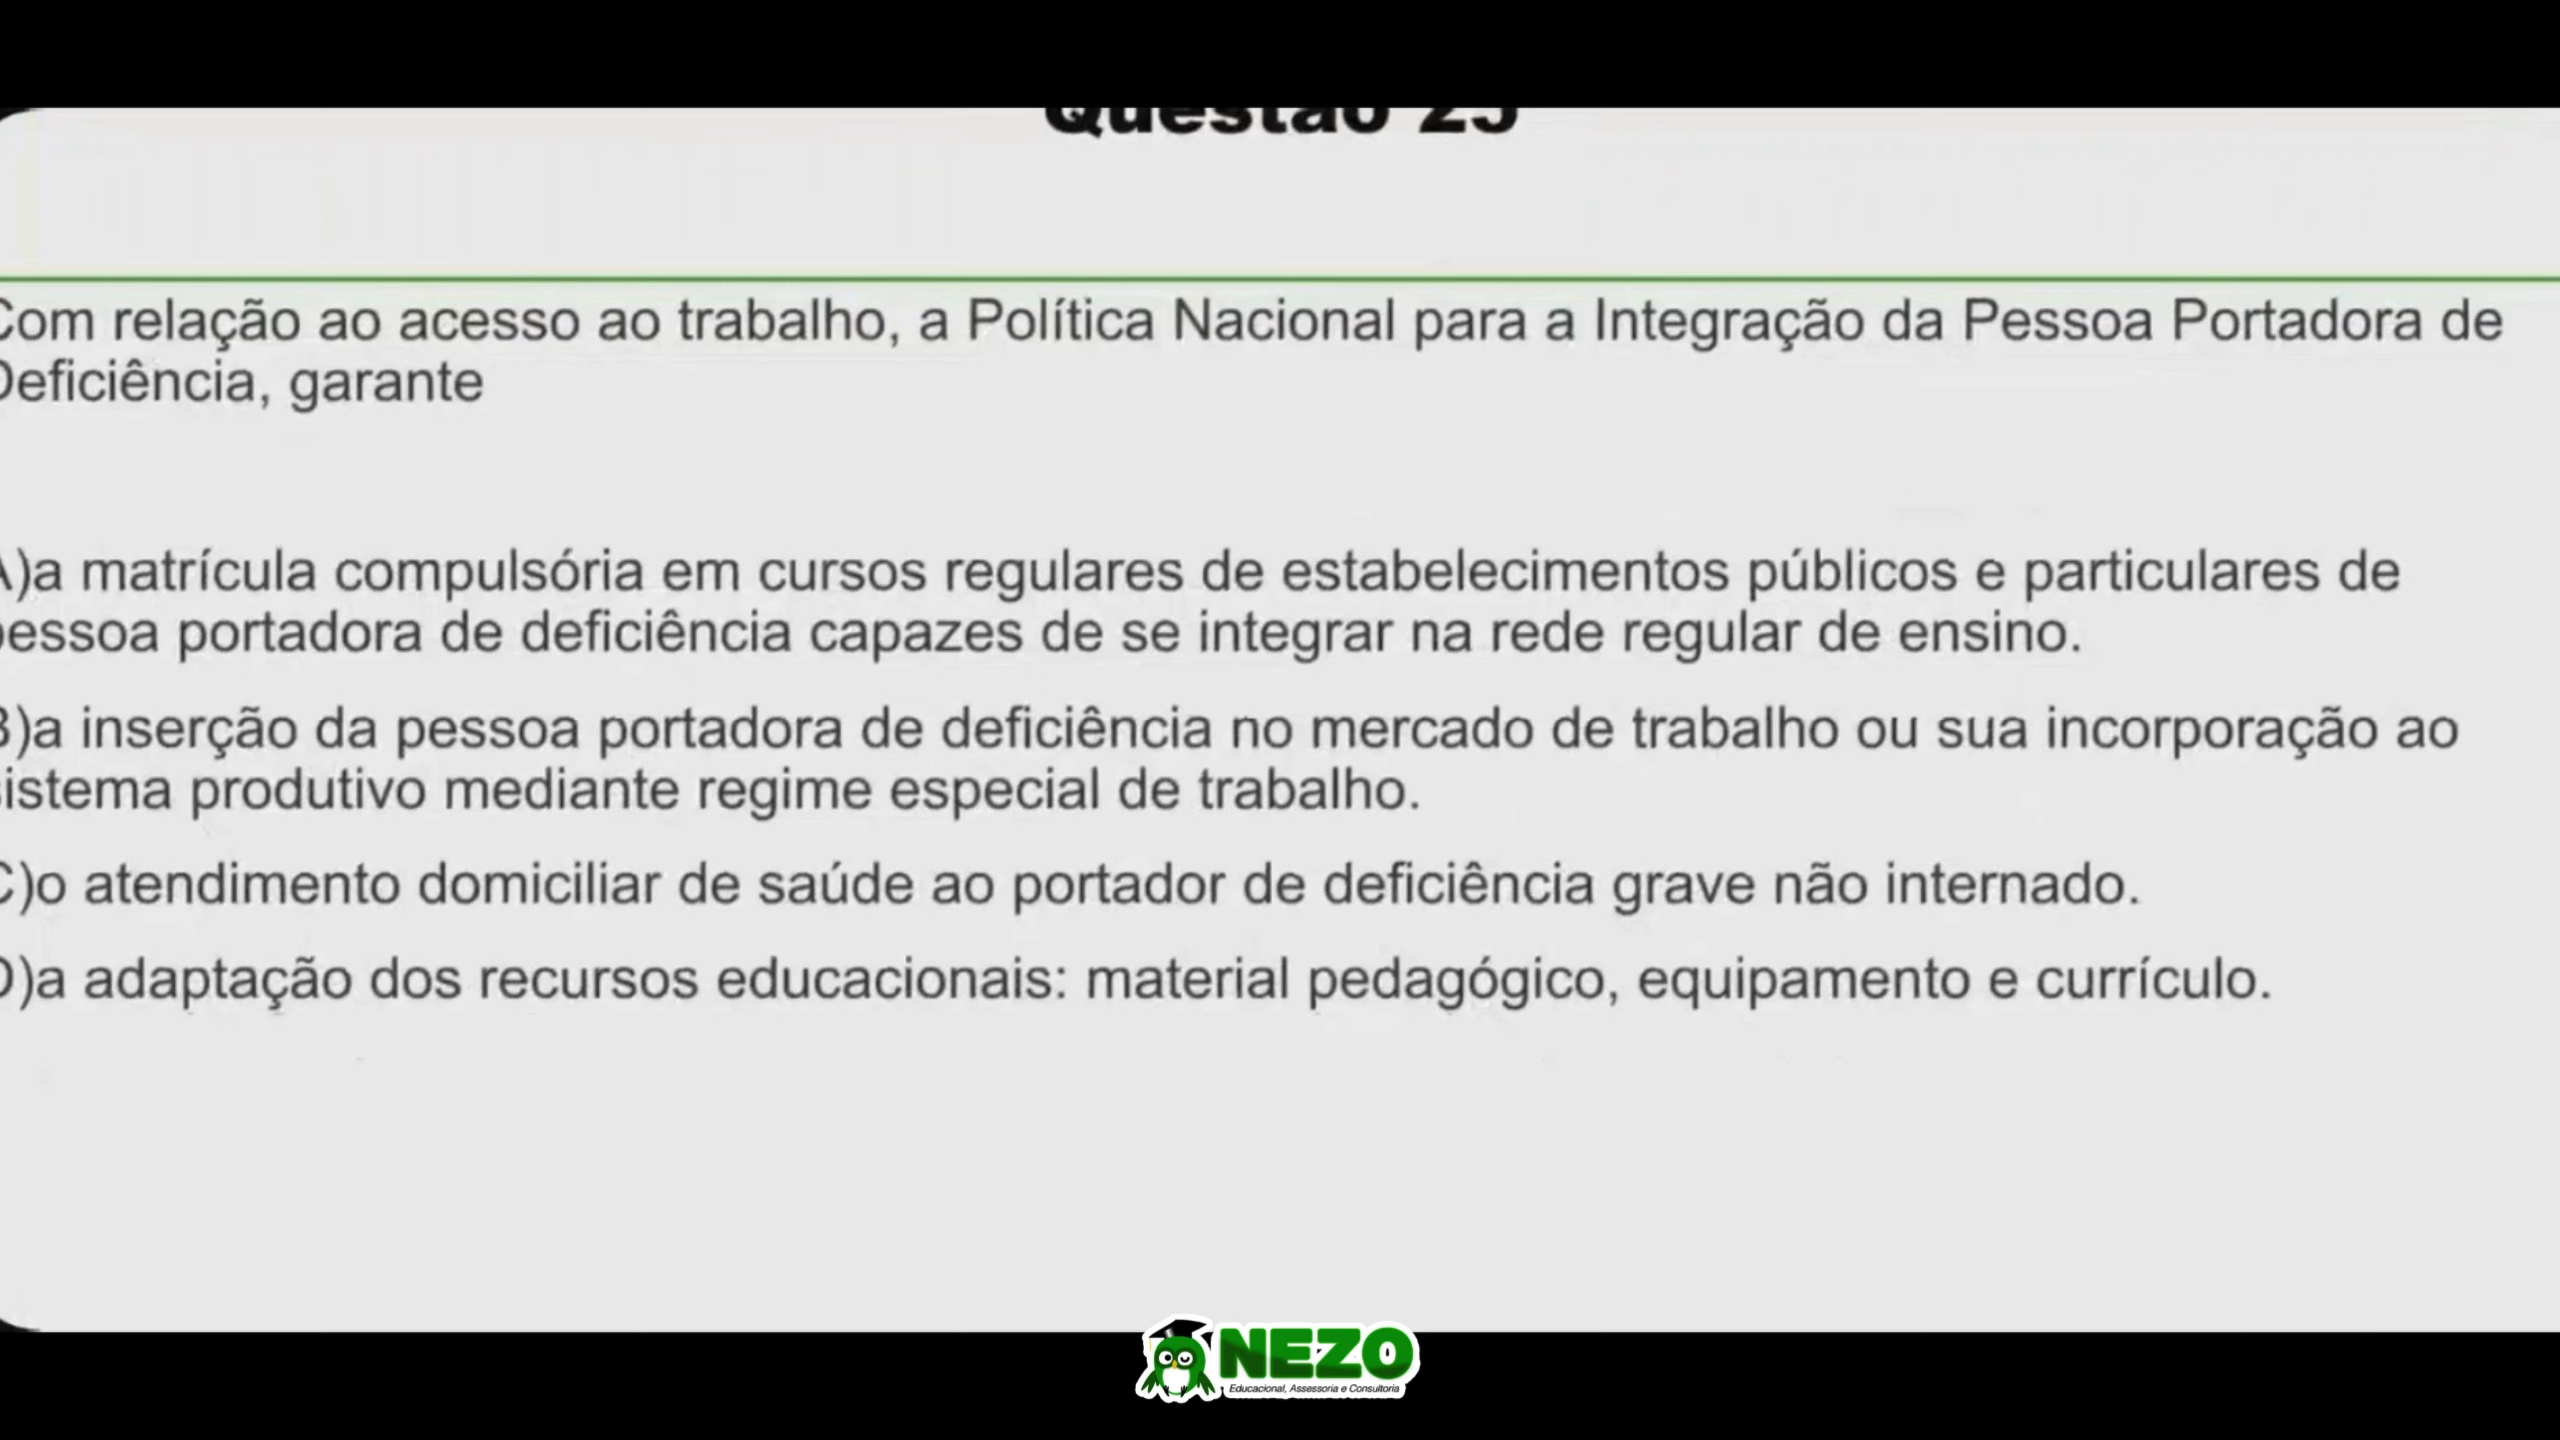 Questão 25
Com relação ao acesso ao trabalho, a Política Nacional para a Integração da Pessoa Portadora de
Deficiência, garante
A)a matrícula compulsória em cursos regulares de estabelecimentos públicos e particulares de
pessoa portadora de deficiência capazes de se integrar na rede regular de ensino.
B)a inserção da pessoa portadora de deficiência no mercado de trabalho ou sua incorporação ao
sistema produtivo mediante regime especial de trabalho.
C)o atendimento domiciliar de saúde ao portador de deficiência grave não internado.
D)a adaptação dos recursos educacionais: material pedagógico, equipamento e currículo.
NEZO
Educacional, Assessoria e Consultoria